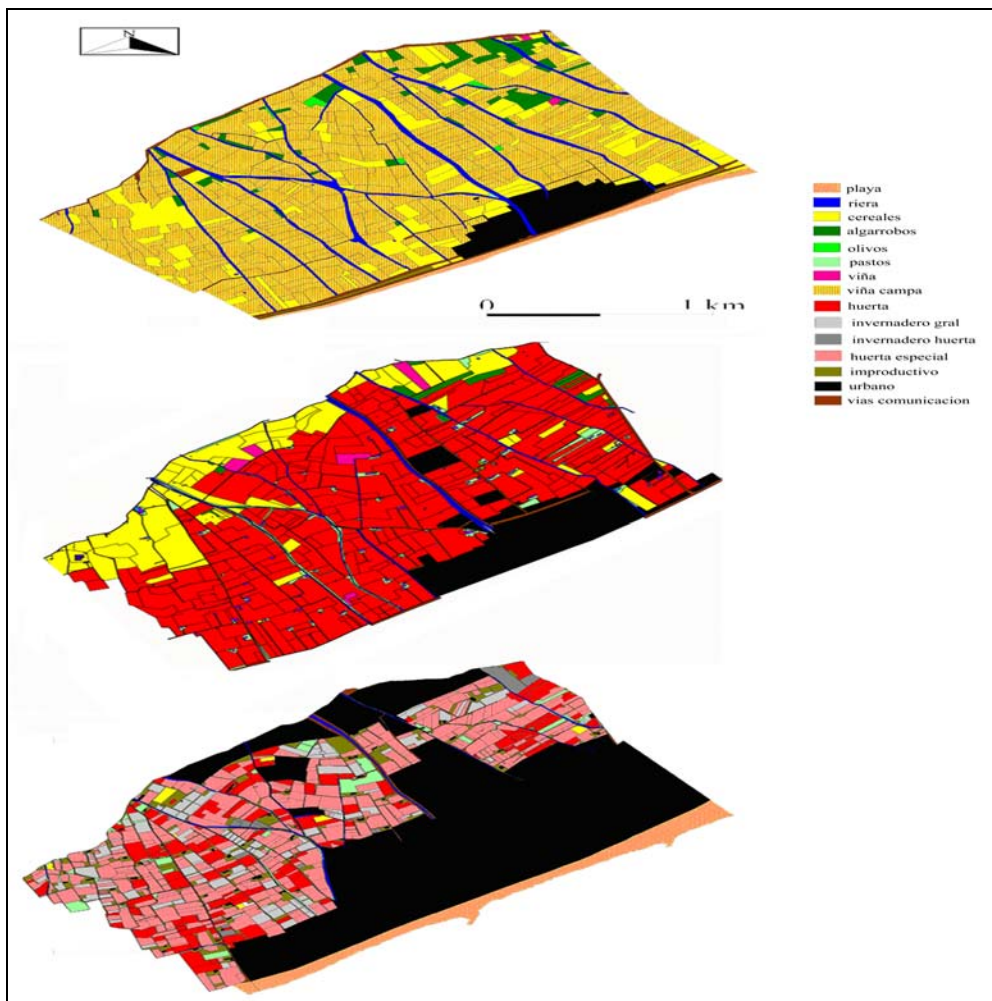 N
playa
riera
cereales
algarrobos
olivos
pastos
viña
viña campa
huerta
invernadero gral
invernadero huerta
huerta especial
improductivo
urbano
vias comunicacion
0 1 km